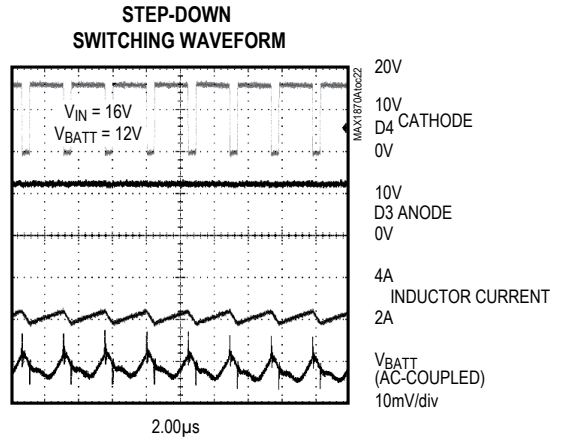 STEP-DOWN
SWITCHING WAVEFORM
MAX1870Atoc22
V_IN = 16V
V_BATT = 12V
20V
10V
D4 CATHODE
0V
10V
D3 ANODE
0V
4A
INDUCTOR CURRENT
2A
V_BATT
(AC-COUPLED)
10mV/div
2.00µs